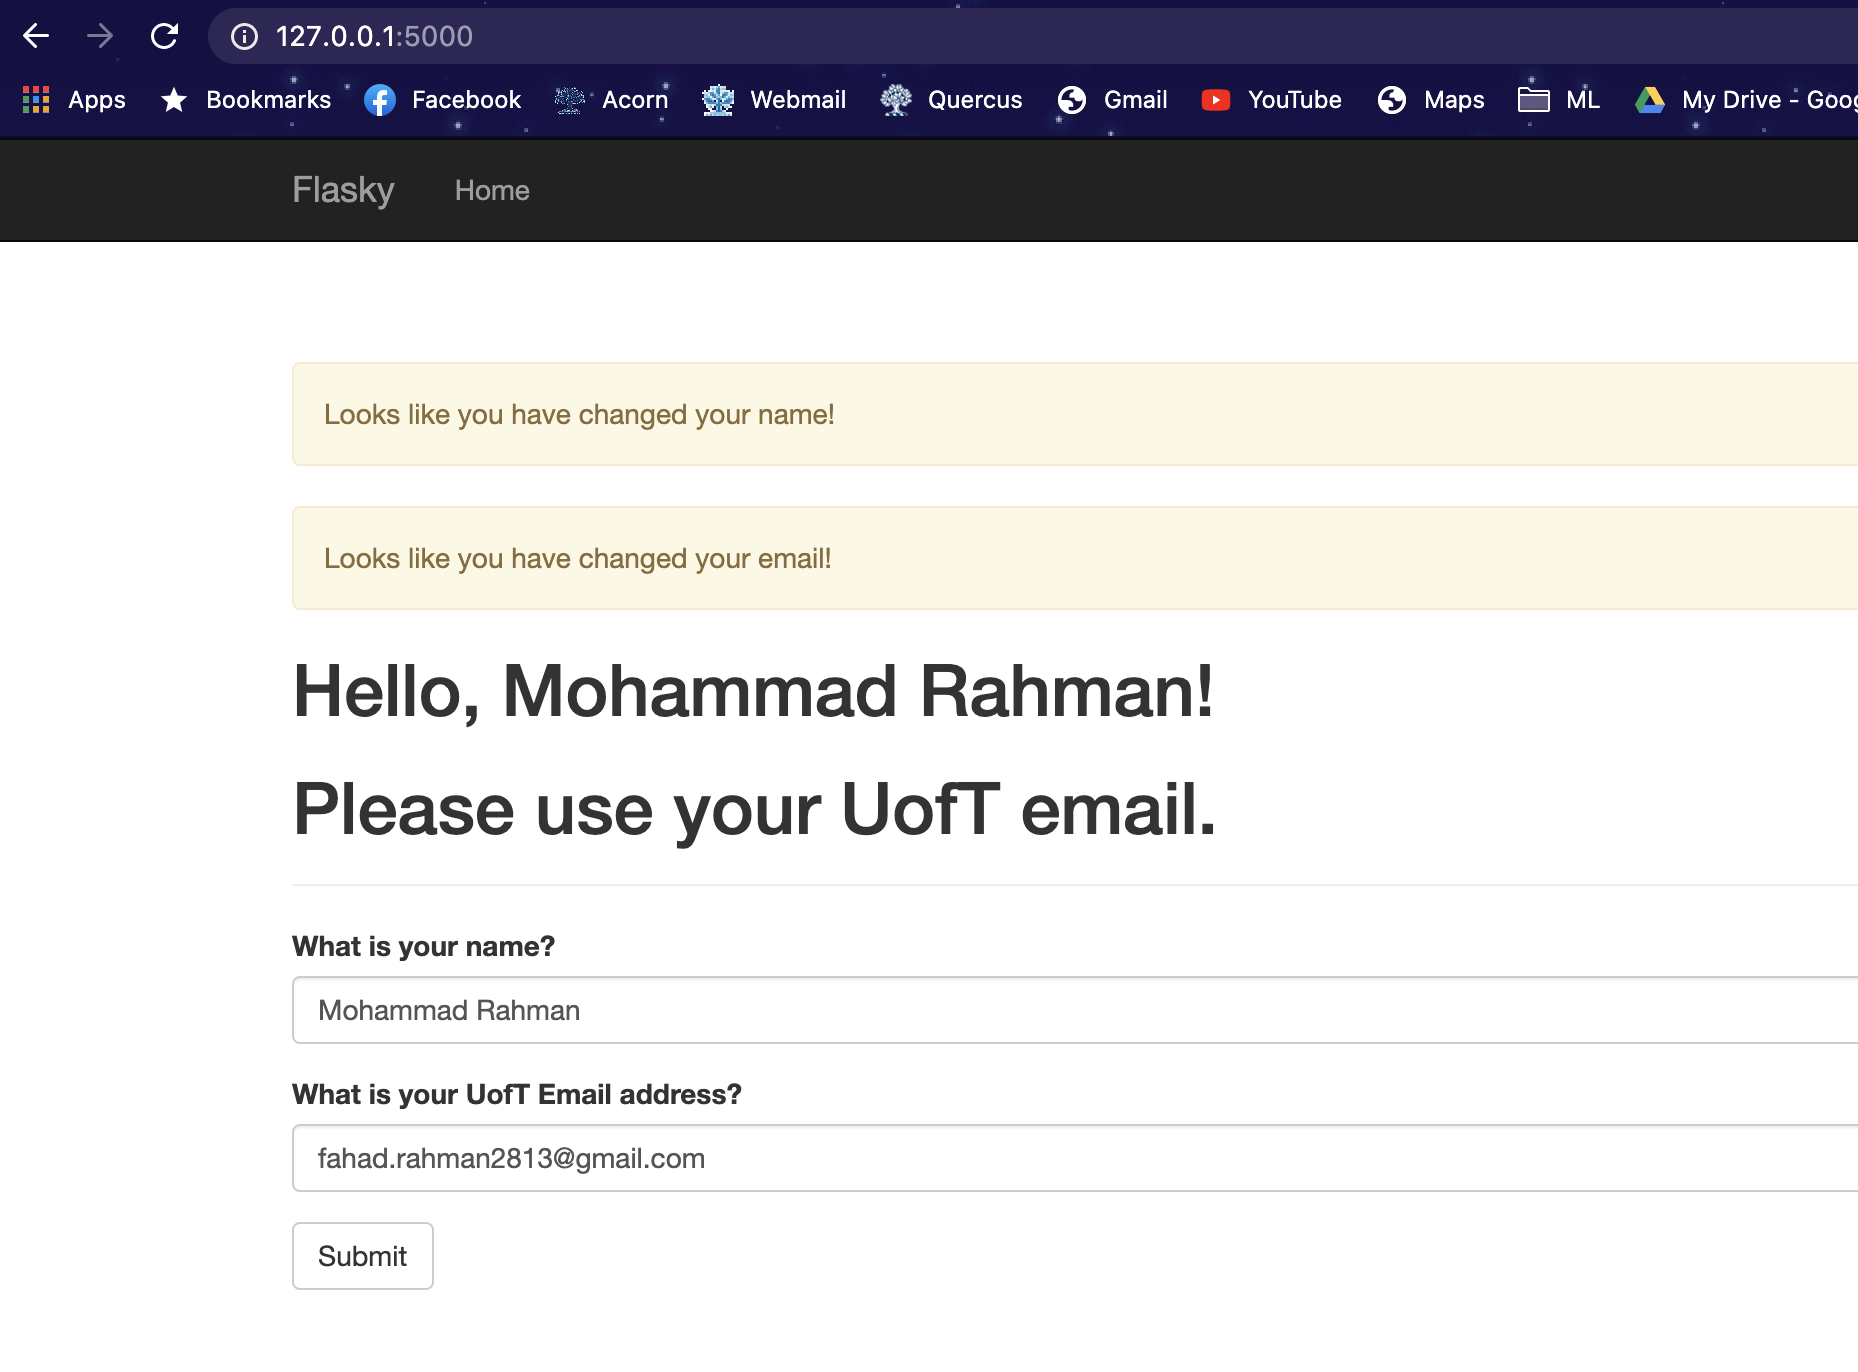 127.0.0.1:5000
Apps Bookmarks Facebook Acorn Webmail Quercus Gmail YouTube Maps ML My Drive -
Flasky Home
Looks like you have changed your name!
Looks like you have changed your email!
Hello, Mohammad Rahman!
Please use your UofT email.
What is your name?
Mohammad Rahman
What is your UofT Email address?
fahad.rahman2813@gmail.com
Submit